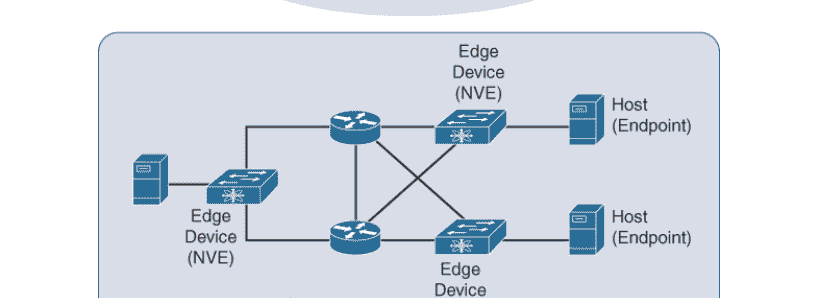 Edge
Device
(NVE)
Host
(Endpoint)
Edge
Device
(NVE)
Host
(Endpoint)
Edge
Device